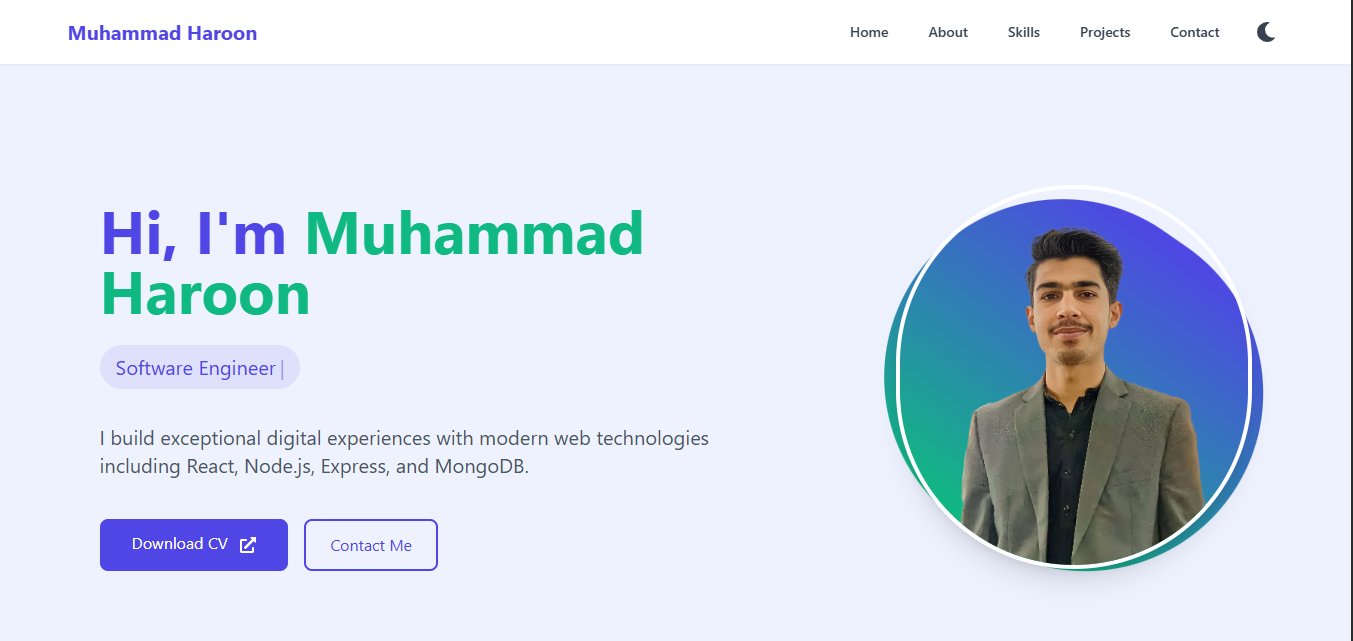 Muhammad Haroon
Home About Skills Projects Contact
Hi, I'm Muhammad
Haroon
Software Engineer|
I build exceptional digital experiences with modern web technologies
including React, Node.js, Express, and MongoDB.
Download CV
Contact Me